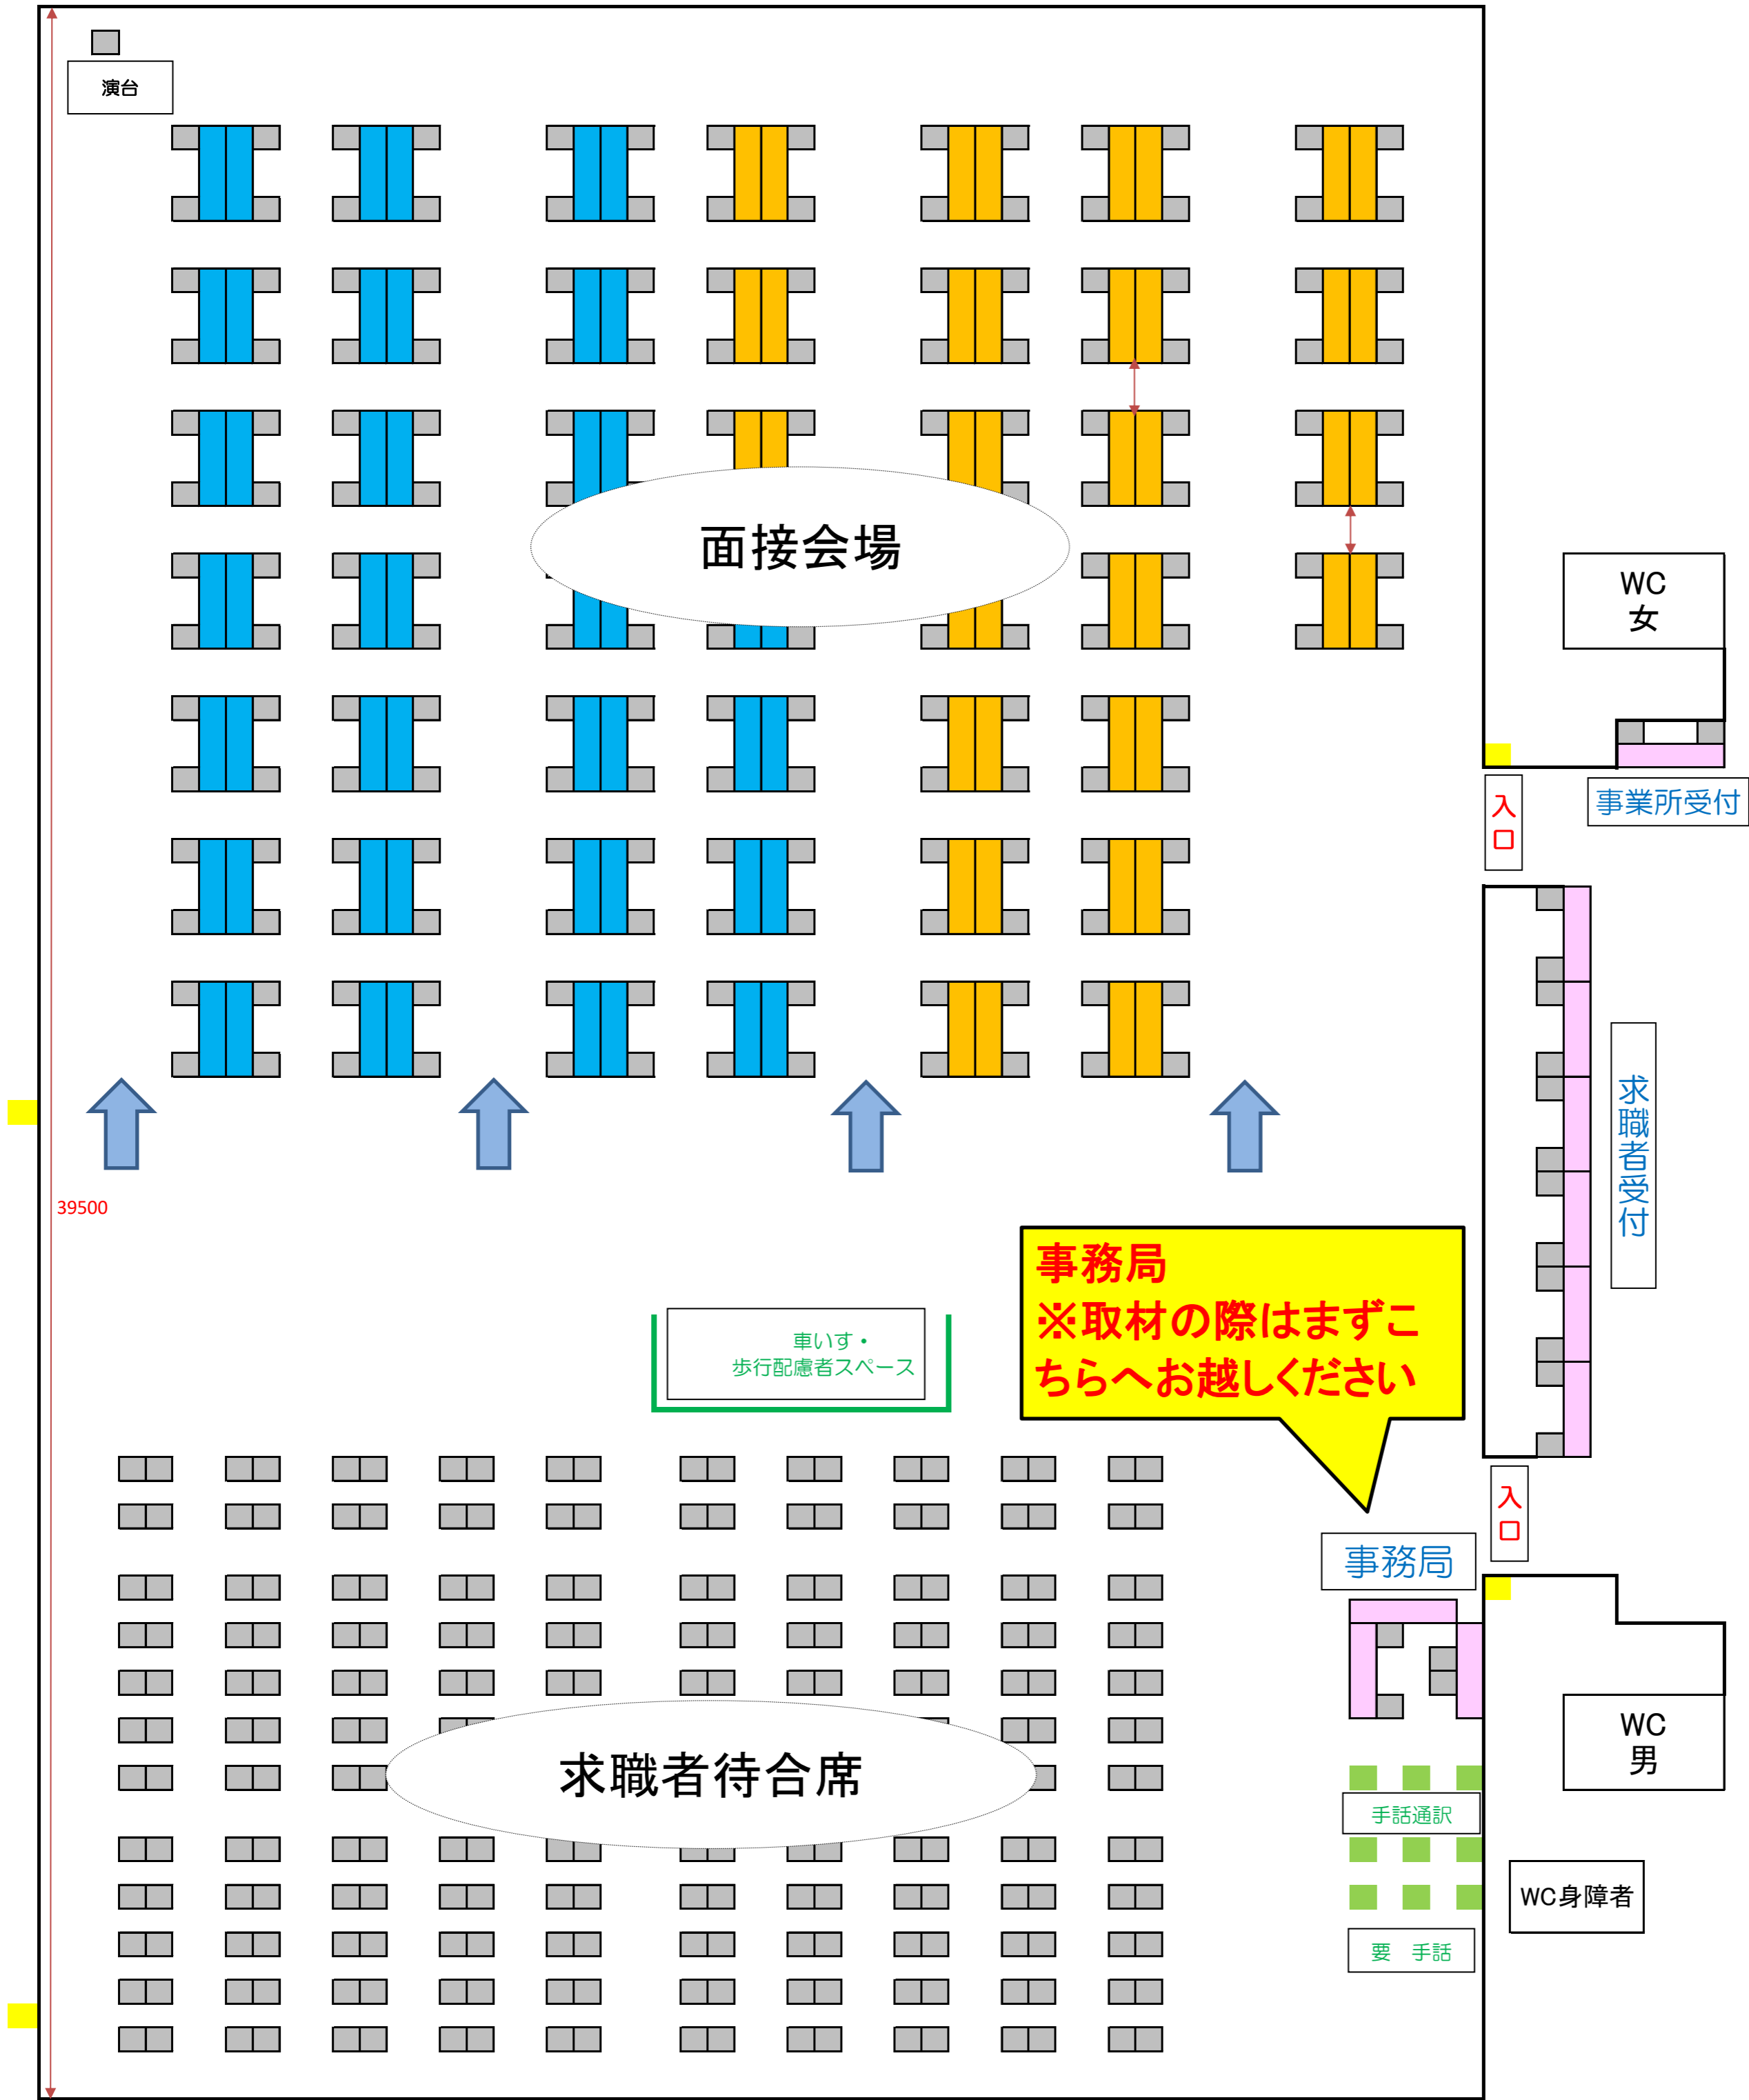 演台
面接会場
WC
女
入
口
事業所受付
求職者受付
39500
事務局
※取材の際はまずこ
ちらへお越しください
車いす・
歩行配慮者スペース
入
口
事務局
求職者待合席
WC
男
手話通訳
WC身障者
要　手話